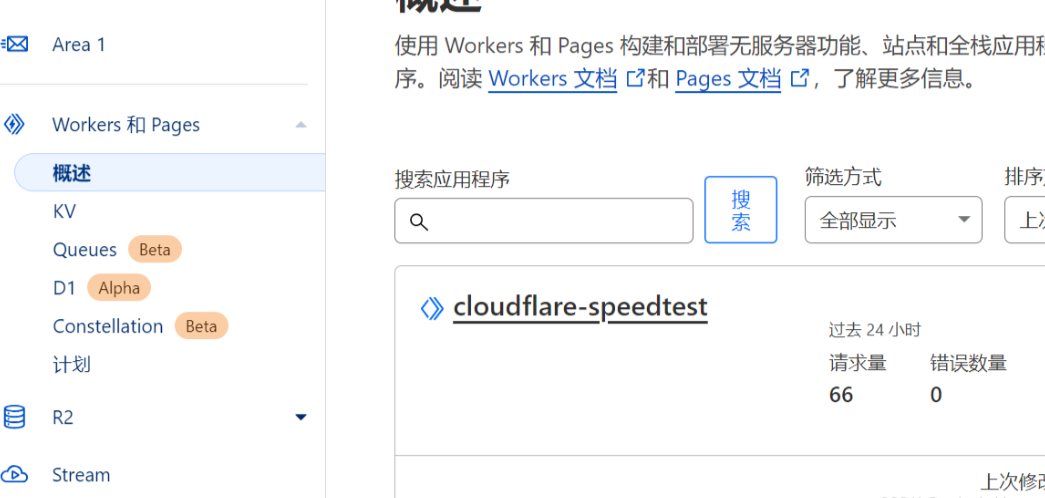 概述
Area 1
使用 Workers 和 Pages 构建和部署无服务器功能、站点和全栈应用程
序。阅读 Workers 文档 和 Pages 文档，了解更多信息。
Workers 和 Pages
概述
KV
Queues Beta
D1 Alpha
Constellation Beta
计划
R2
Stream
搜索应用程序
搜
索
筛选方式
全部显示
排序
上
cloudflare-speedtest
过去 24 小时
请求量 错误数量
66 0
上次修改